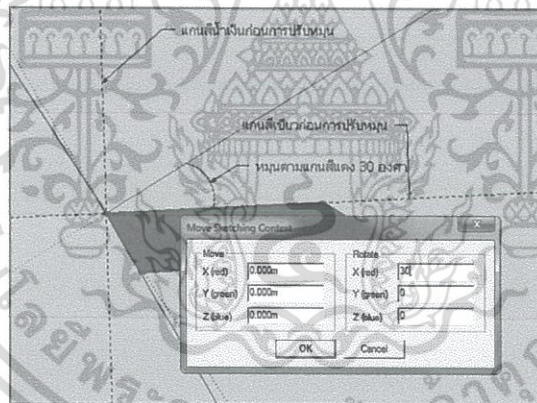 แกนสีน้ำเงินก่อนการปรับหมุน
แกนสีเขียวก่อนการปรับหมุน
หมุนตามแกนสีแดง 30 องศา
Move Sketching Context
Move
X (red) 0.000m
Y (green) 0.000m
Z (blue) 0.000m
Rotate
X (red) 30
Y (green) 0
Z (blue) 0
OK Cancel